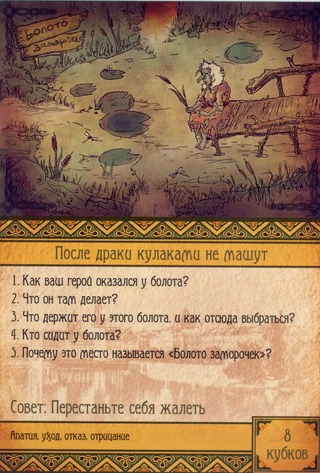 Болото
заморочек
После драки кулаками не машут
1. Как ваш герой оказался у болота?
2. Что он там делает?
3. Что держит его у этого болота, и как отсюда выбраться?
4. Кто сидит у болота?
5. Почему это место называется «Болото заморочек»?
Совет: Перестаньте себя жалеть
Апатия, уход, отказ, отрицание
8
кубков